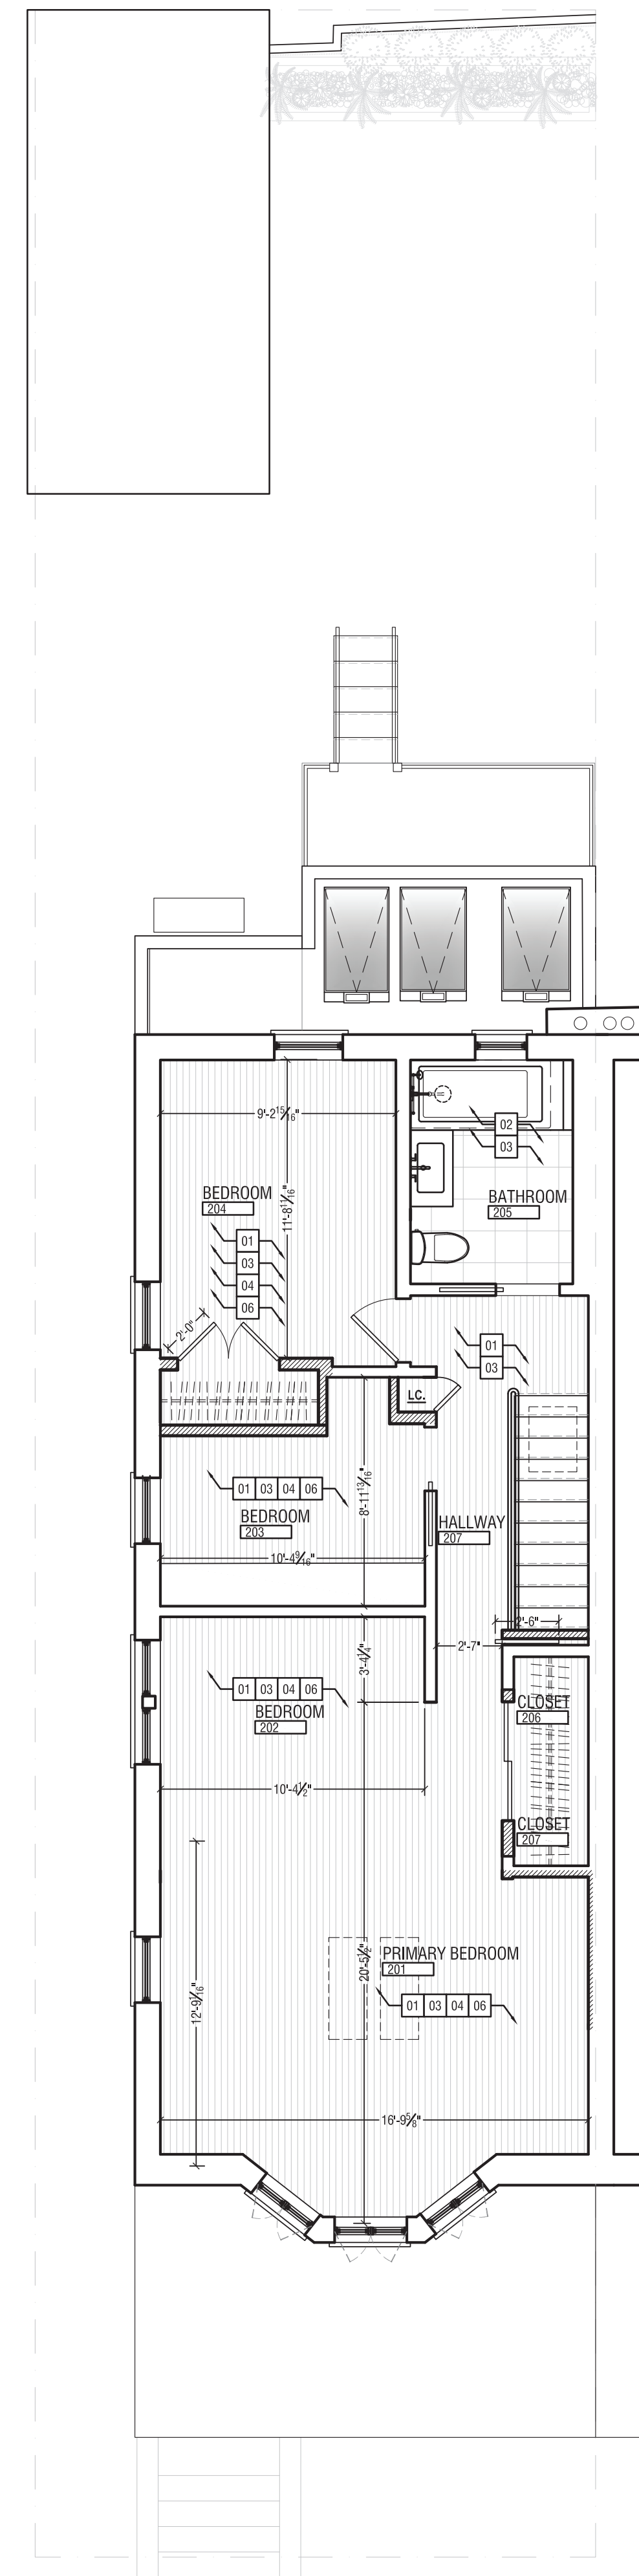 9'-2 15/16"
02
03
BEDROOM
204
11'-8 11/16"
BATHROOM
205
01
03
04
06
2'-0"
01
03
LC.
01 03 04 06
BEDROOM
203
8'-11 13/16"
HALLWAY
207
10'-4 9/16"
2'-6"
2'-7"
3'-4 1/4"
01 03 04 06
BEDROOM
202
CLOSET
206
10'-4 1/2"
CLOSET
207
PRIMARY BEDROOM
201
20'-5 1/2"
12'-9 1/16"
01 03 04 06
16'-9 5/8"